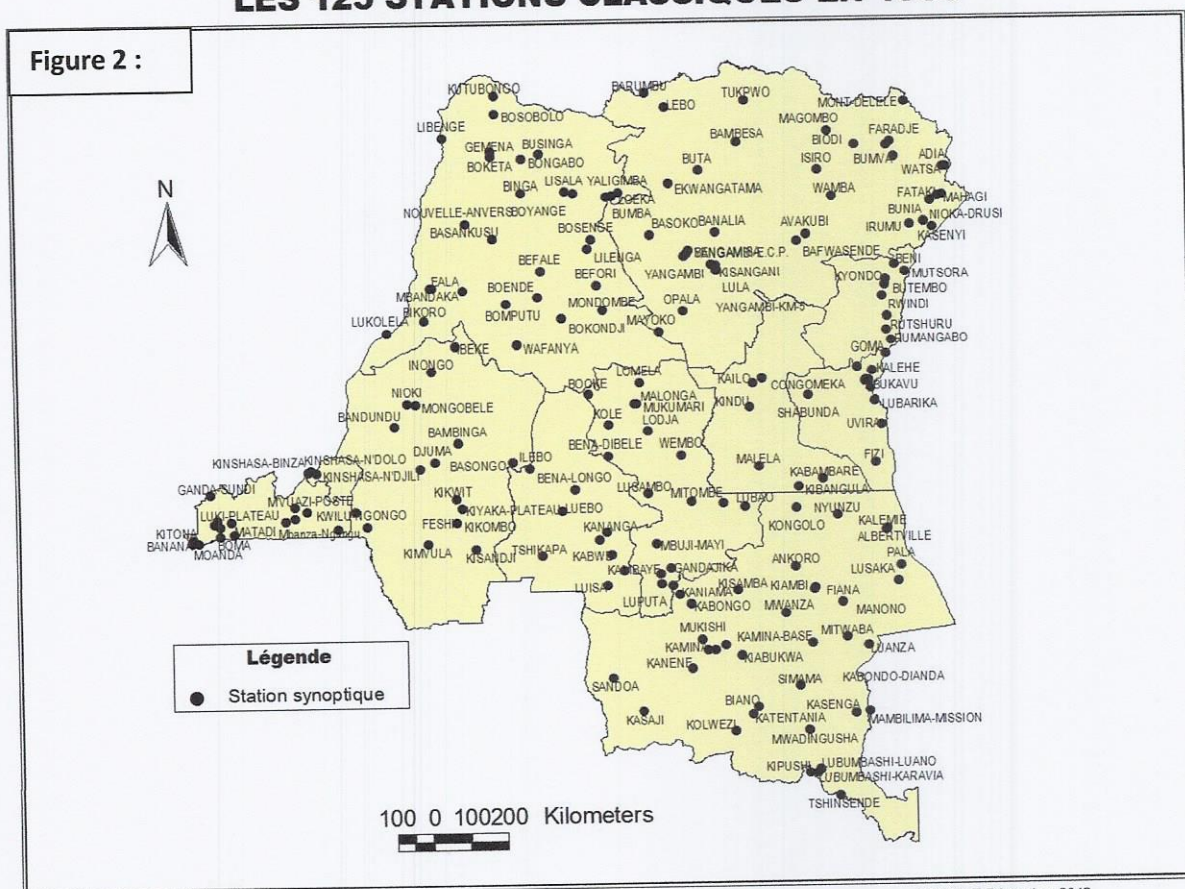 LES 125 STATIONS CLASSIQUES EN
Figure 2 :
N
KUTUBONGO
BARUMBU
TUKPWO
MONT-DELELE
LEBO
BOSOBOLO
MAGOMBO
LIBENGE
BAMBESA
BIODI
FARADJE
GEMENA
BUSINGA
BOKETA
BONGABO
BUTA
ISIRO
BUMVA
ADIA
WATSA
BINGA
LISALA
YALIGIMBA
EKWANGATAMA
WAMBA
FATAKI
MAHAGI
NOUVELLE-ANVERS
BOYANGE
BUMBA
BUNIA
NIOKA-DRUSI
BASANKUSU
BOSENGE
BASOKO
BANALIA
AVAKUBI
IRUMU
KASENYI
LILENGA
BAFWASENDE
BENI
BEFALE
YANGAMBI
KISANGANI
KYONDO
MUTSORA
EALA
BEFORI
LULA
BUTEMBO
MBANDAKA
BOENDE
MONDOMBE
OPALA
YANGAMBI-KM-5
RWINDI
BIKORO
BOMPUTU
BOKONDJI
MAYOKO
RUTSHURU
LUKOLELA
RUMANGABO
IBEKE
WAFANYA
GOMA
INONGO
LOMELA
KAILO
KALEHE
BOOKE
MALONGA
CONGOMEKA
BUKAVU
NIOKI
MONGOBELE
KOLE
MUKUMARI
KINDU
SHABUNDA
LUBARIKA
BANDUNDU
LODJA
UVIRA
BAMBINGA
BENA-DIBELE
WEMBO
KINSHASA-BINZA
KINSHASA-N'DOLO
DJUMA
ILEBO
MALELA
FIZI
KINSHASA-N'DJILI
BASONGO
BENA-LONGO
KABAMBARE
GANDA-SUNDI
LUSAMBO
MITOMBE
KIBANGULA
MVUAZI-POSTE
KIKWIT
LUBAO
NYUNZU
LUKI-PLATEAU
KWILU-NGONGO
KIYAKA-PLATEAU
LUEBO
KONGOLO
KALEMIE
KITONA
MATADI
FESHI
KIKOMBO
KANANGA
ALBERTVILLE
BANANA
BOMA
MOANDA
KIMVULA
KISANDJI
TSHIKAPA
KABWE
MBUJI-MAYI
ANKORO
PALA
GANDAJIKA
LUSAKA
LUISA
KISAMBA
KIAMBI
FIANA
LUPUTA
KANIAMA
KABONGO
MWANZA
MANONO
MUKISHI
KAMINA-BASE
MITWABA
KAMINA
LUANZA
KANENE
KIABUKWA
SANDOA
SIMAMA
KABONDO-DIANDA
KASAJI
BIANO
KASENGA
KOLWEZI
KATENTANIA
MAMBILIMA-MISSION
MWADINGUSHA
KIPUSHI
LUBUMBASHI-LUANO
LUBUMBASHI-KARAVIA
TSHINSENDE
Légende
Station synoptique
100 0 100200 Kilometers